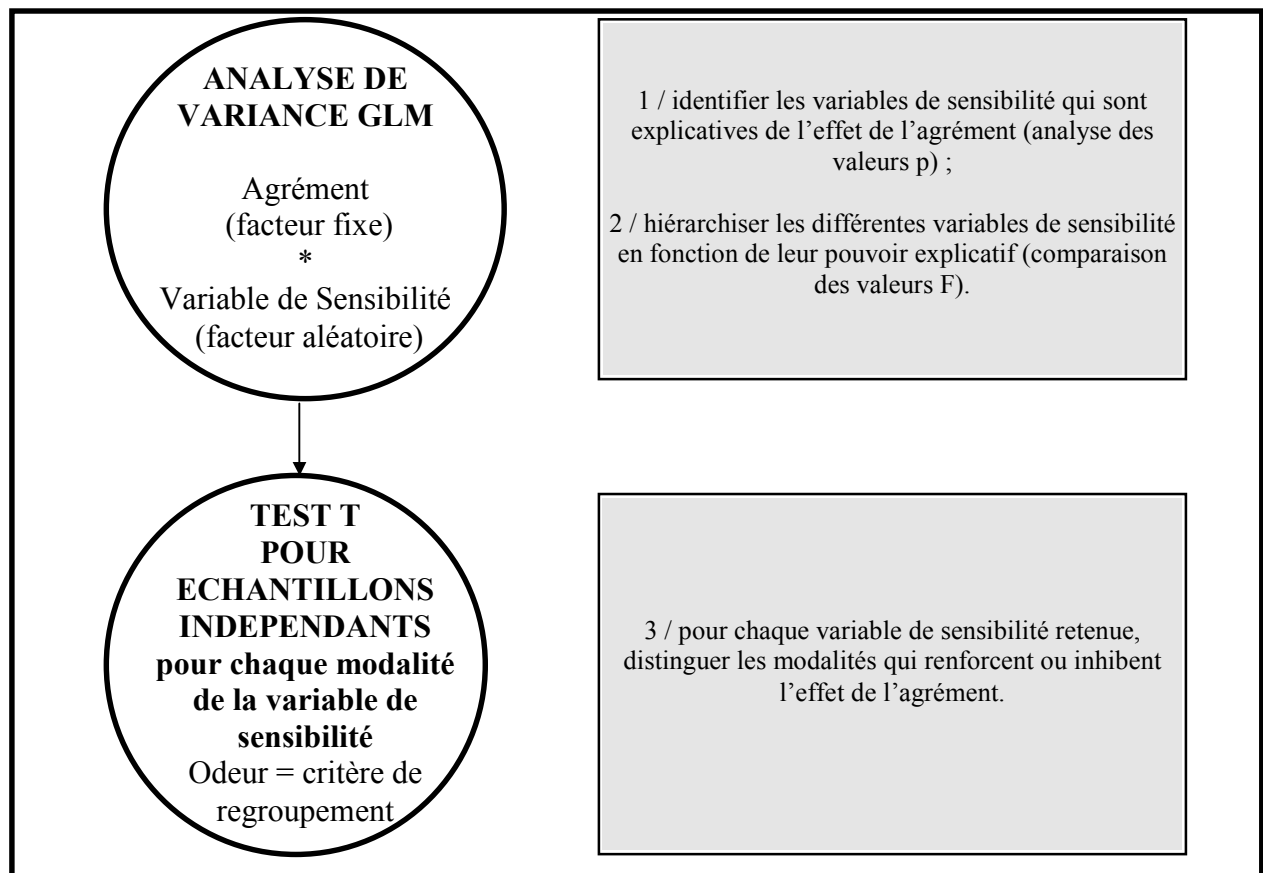 ANALYSE DE
VARIANCE GLM
Agrément
(facteur fixe)
*
Variable de Sensibilité
(facteur aléatoire)
1 / identifier les variables de sensibilité qui sont
explicatives de l’effet de l’agrément (analyse des
valeurs p) ;
2 / hiérarchiser les différentes variables de sensibilité
en fonction de leur pouvoir explicatif (comparaison
des valeurs F).
TEST T
POUR
ECHANTILLONS
INDEPENDANTS
pour chaque modalité
de la variable de
sensibilité
Odeur = critère de
regroupement
3 / pour chaque variable de sensibilité retenue,
distinguer les modalités qui renforcent ou inhibent
l’effet de l’agrément.